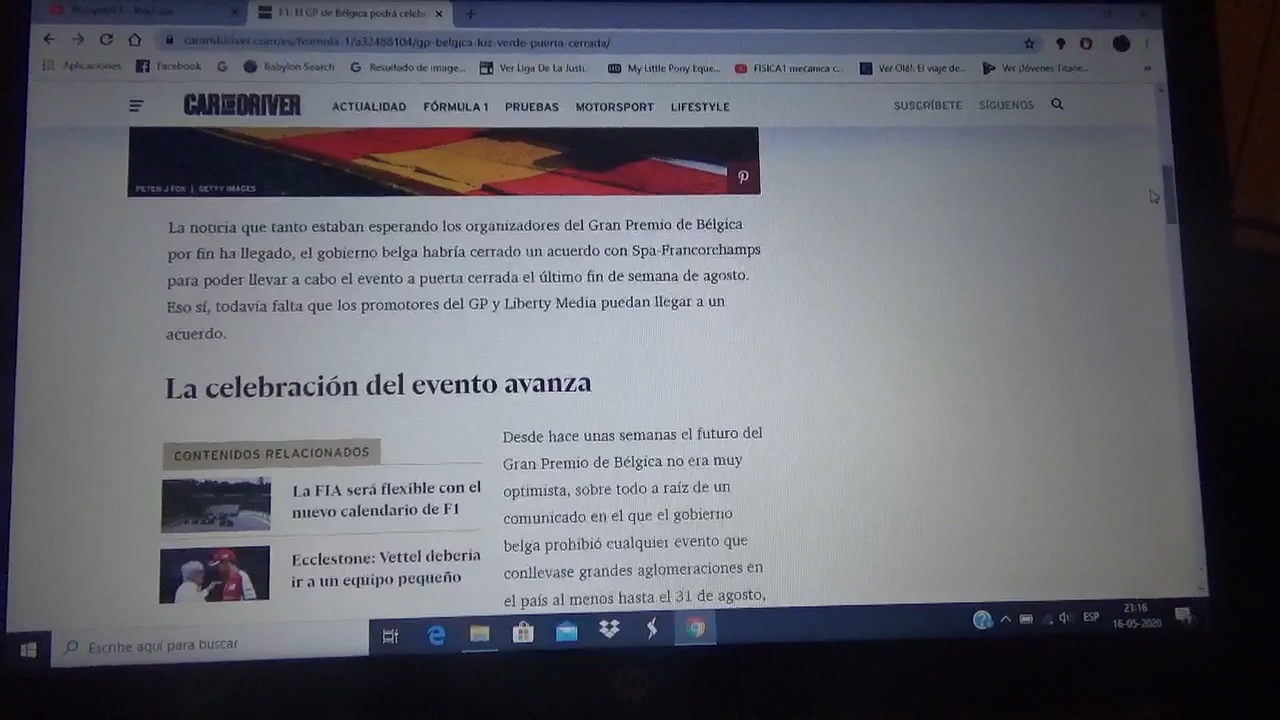 F1: El GP de Bélgica podrá celeb
caranddriver.com/es/formula-1/a32488104/gp-belgica-luz-verde-puerta-cerrada/
Aplicaciones Facebook Babylon Search Resultado de image... Ver Liga De La Justi... My Little Pony Eque... FISICA1 mecanica c... Ver Olé!: El viaje de... Ver Jóvenes Titane... »
CAR AND DRIVER ACTUALIDAD FÓRMULA 1 PRUEBAS MOTORSPORT LIFESTYLE SUSCRÍBETE SÍGUENOS
PETER J FOX | GETTY IMAGES
La noticia que tanto estaban esperando los organizadores del Gran Premio de Bélgica
por fin ha llegado, el gobierno belga habría cerrado un acuerdo con Spa-Francorchamps
para poder llevar a cabo el evento a puerta cerrada el último fin de semana de agosto.
Eso sí, todavía falta que los promotores del GP y Liberty Media puedan llegar a un
acuerdo.
La celebración del evento avanza
CONTENIDOS RELACIONADOS
La FIA será flexible con el
nuevo calendario de F1
Ecclestone: Vettel debería
ir a un equipo pequeño
Desde hace unas semanas el futuro del
Gran Premio de Bélgica no era muy
optimista, sobre todo a raíz de un
comunicado en el que el gobierno
belga prohibió cualquier evento que
conllevase grandes aglomeraciones en
el país al menos hasta el 31 de agosto,
Escribe aquí para buscar
ESP
21:16
16-05-2020